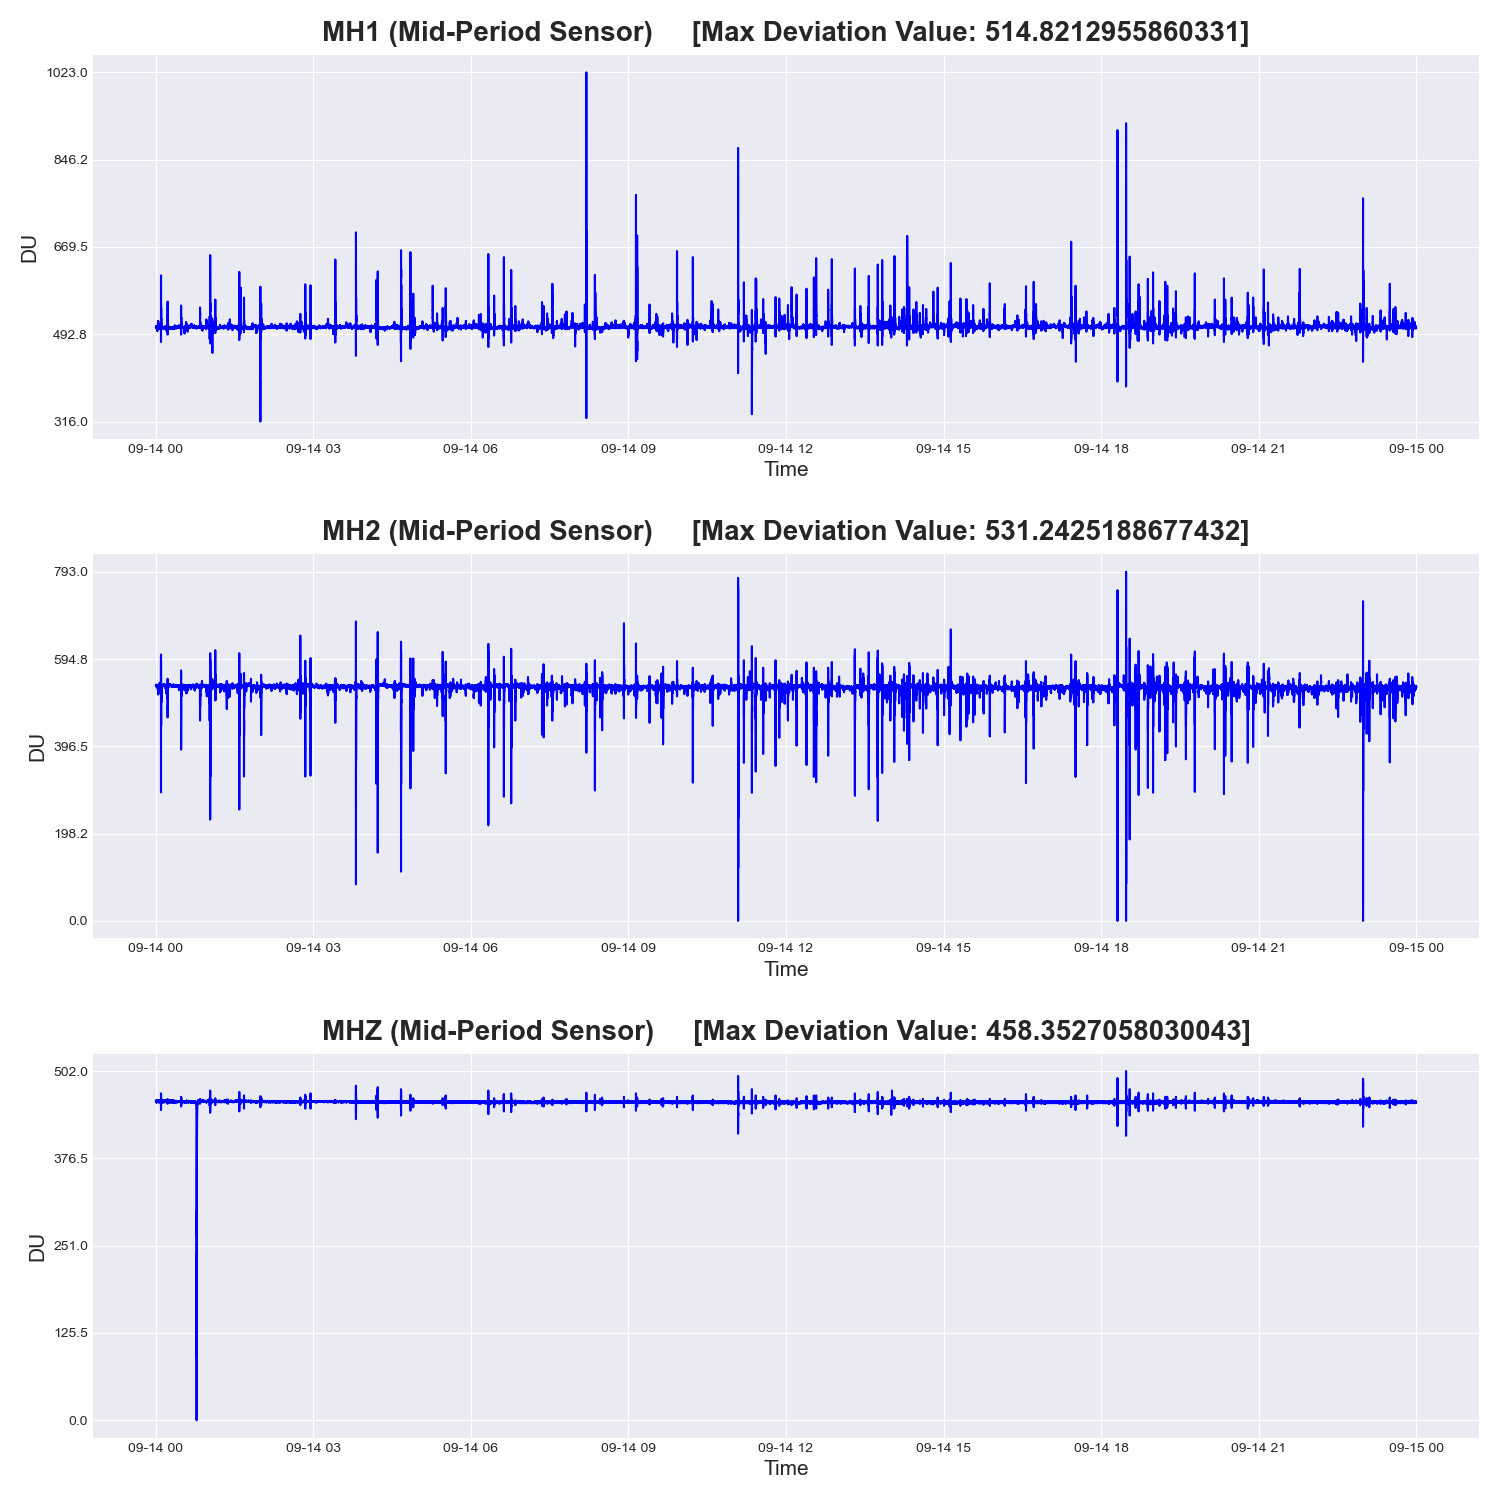 MH1 (Mid-Period Sensor) [Max Deviation Value: 514.8212955860331]
1023.0
846.2
669.5
492.8
316.0
DU
09-14 00 09-14 03 09-14 06 09-14 09 09-14 12 09-14 15 09-14 18 09-14 21 09-15 00
Time
MH2 (Mid-Period Sensor) [Max Deviation Value: 531.2425188677432]
793.0
594.8
396.5
198.2
0.0
DU
09-14 00 09-14 03 09-14 06 09-14 09 09-14 12 09-14 15 09-14 18 09-14 21 09-15 00
Time
MHZ (Mid-Period Sensor) [Max Deviation Value: 458.3527058030043]
502.0
376.5
251.0
125.5
0.0
DU
09-14 00 09-14 03 09-14 06 09-14 09 09-14 12 09-14 15 09-14 18 09-14 21 09-15 00
Time